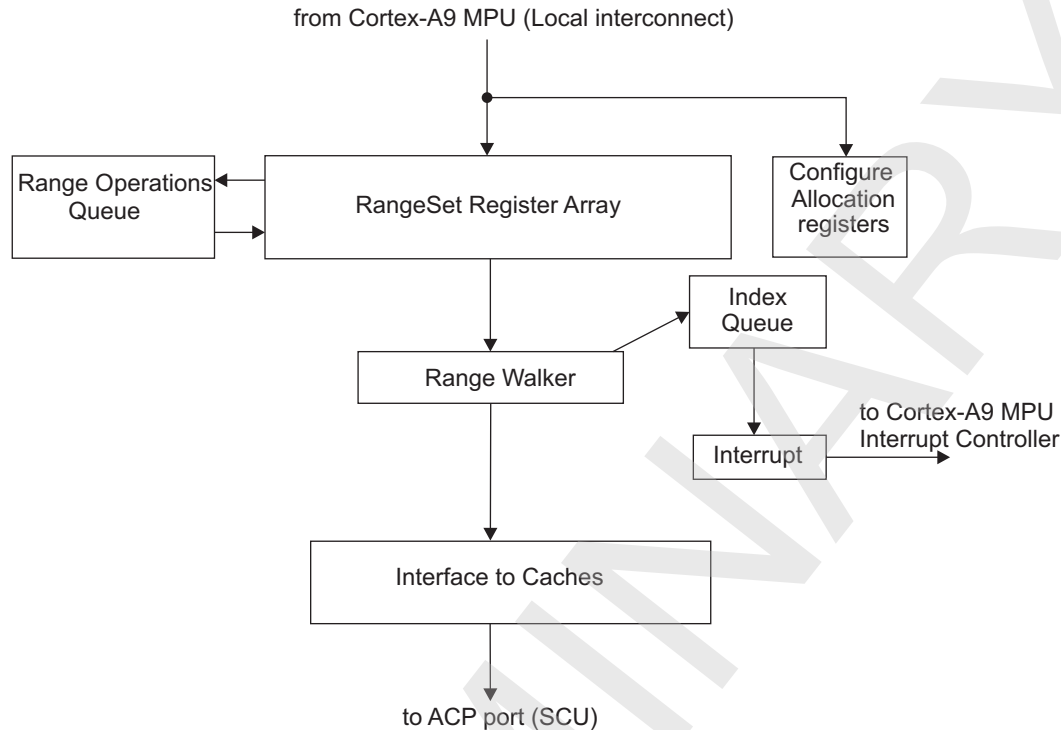 from Cortex-A9 MPU (Local interconnect)
Range Operations
Queue
RangeSet Register Array
Configure
Allocation
registers
Index
Queue
Range Walker
to Cortex-A9 MPU
Interrupt Controller
Interrupt
Interface to Caches
to ACP port (SCU)
MINARY